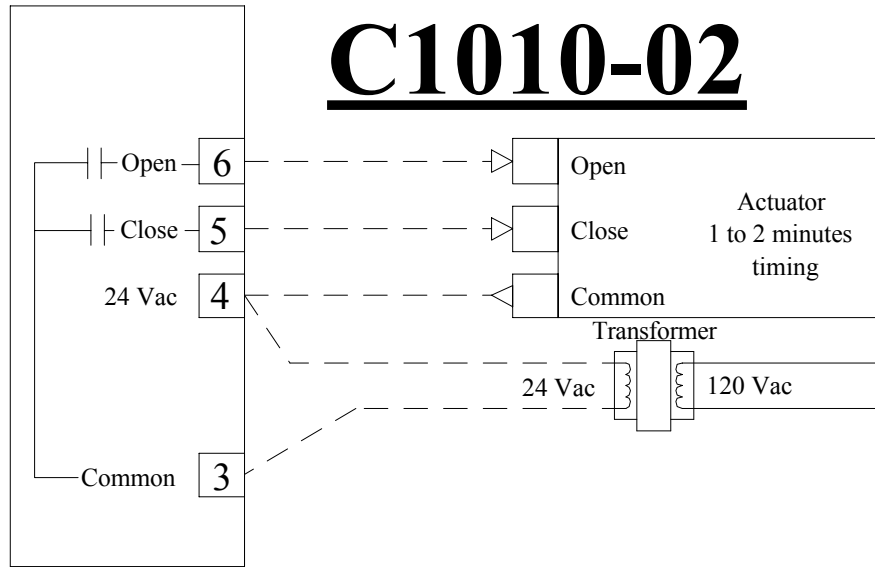 C1010-02
Open 6
Open
Close 5
Close
24 Vac 4
Common
Actuator
1 to 2 minutes
timing
Transformer
24 Vac
120 Vac
Common 3